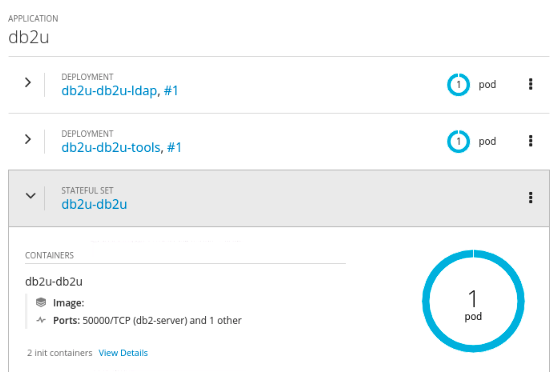 APPLICATION
db2u
DEPLOYMENT
db2u-db2u-ldap, #1
1 pod
DEPLOYMENT
db2u-db2u-tools, #1
1 pod
STATEFUL SET
db2u-db2u
CONTAINERS
db2u-db2u
Image:
Ports: 50000/TCP (db2-server) and 1 other
2 init containers View Details
1
pod